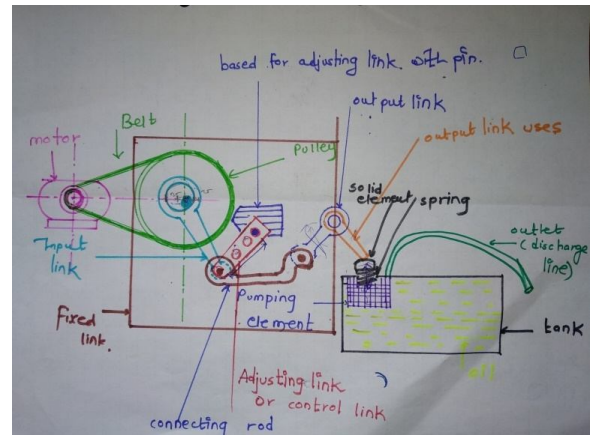 based for adjusting link with pin.
output link
Belt
output link uses
motor
pulley
solid
element
spring
outlet
(discharge
line)
Input
link
Pumping
element
fixed
link.
tank
oil
Adjusting link
or control link
connecting rod